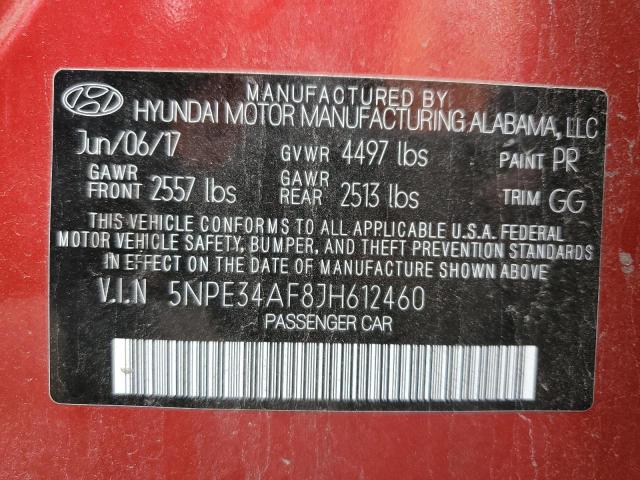 MANUFACTURED BY
HYUNDAI MOTOR MANUFACTURING ALABAMA, LLC
Jun/06/17 GVWR 4497 lbs PAINT PR
GAWR FRONT 2557 lbs GAWR REAR 2513 lbs TRIM GG
THIS VEHICLE CONFORMS TO ALL APPLICABLE U.S.A. FEDERAL
MOTOR VEHICLE SAFETY, BUMPER, AND THEFT PREVENTION STANDARDS
IN EFFECT ON THE DATE OF MANUFACTURE SHOWN ABOVE.
V.I.N 5NPE34AF8JH612460
PASSENGER CAR